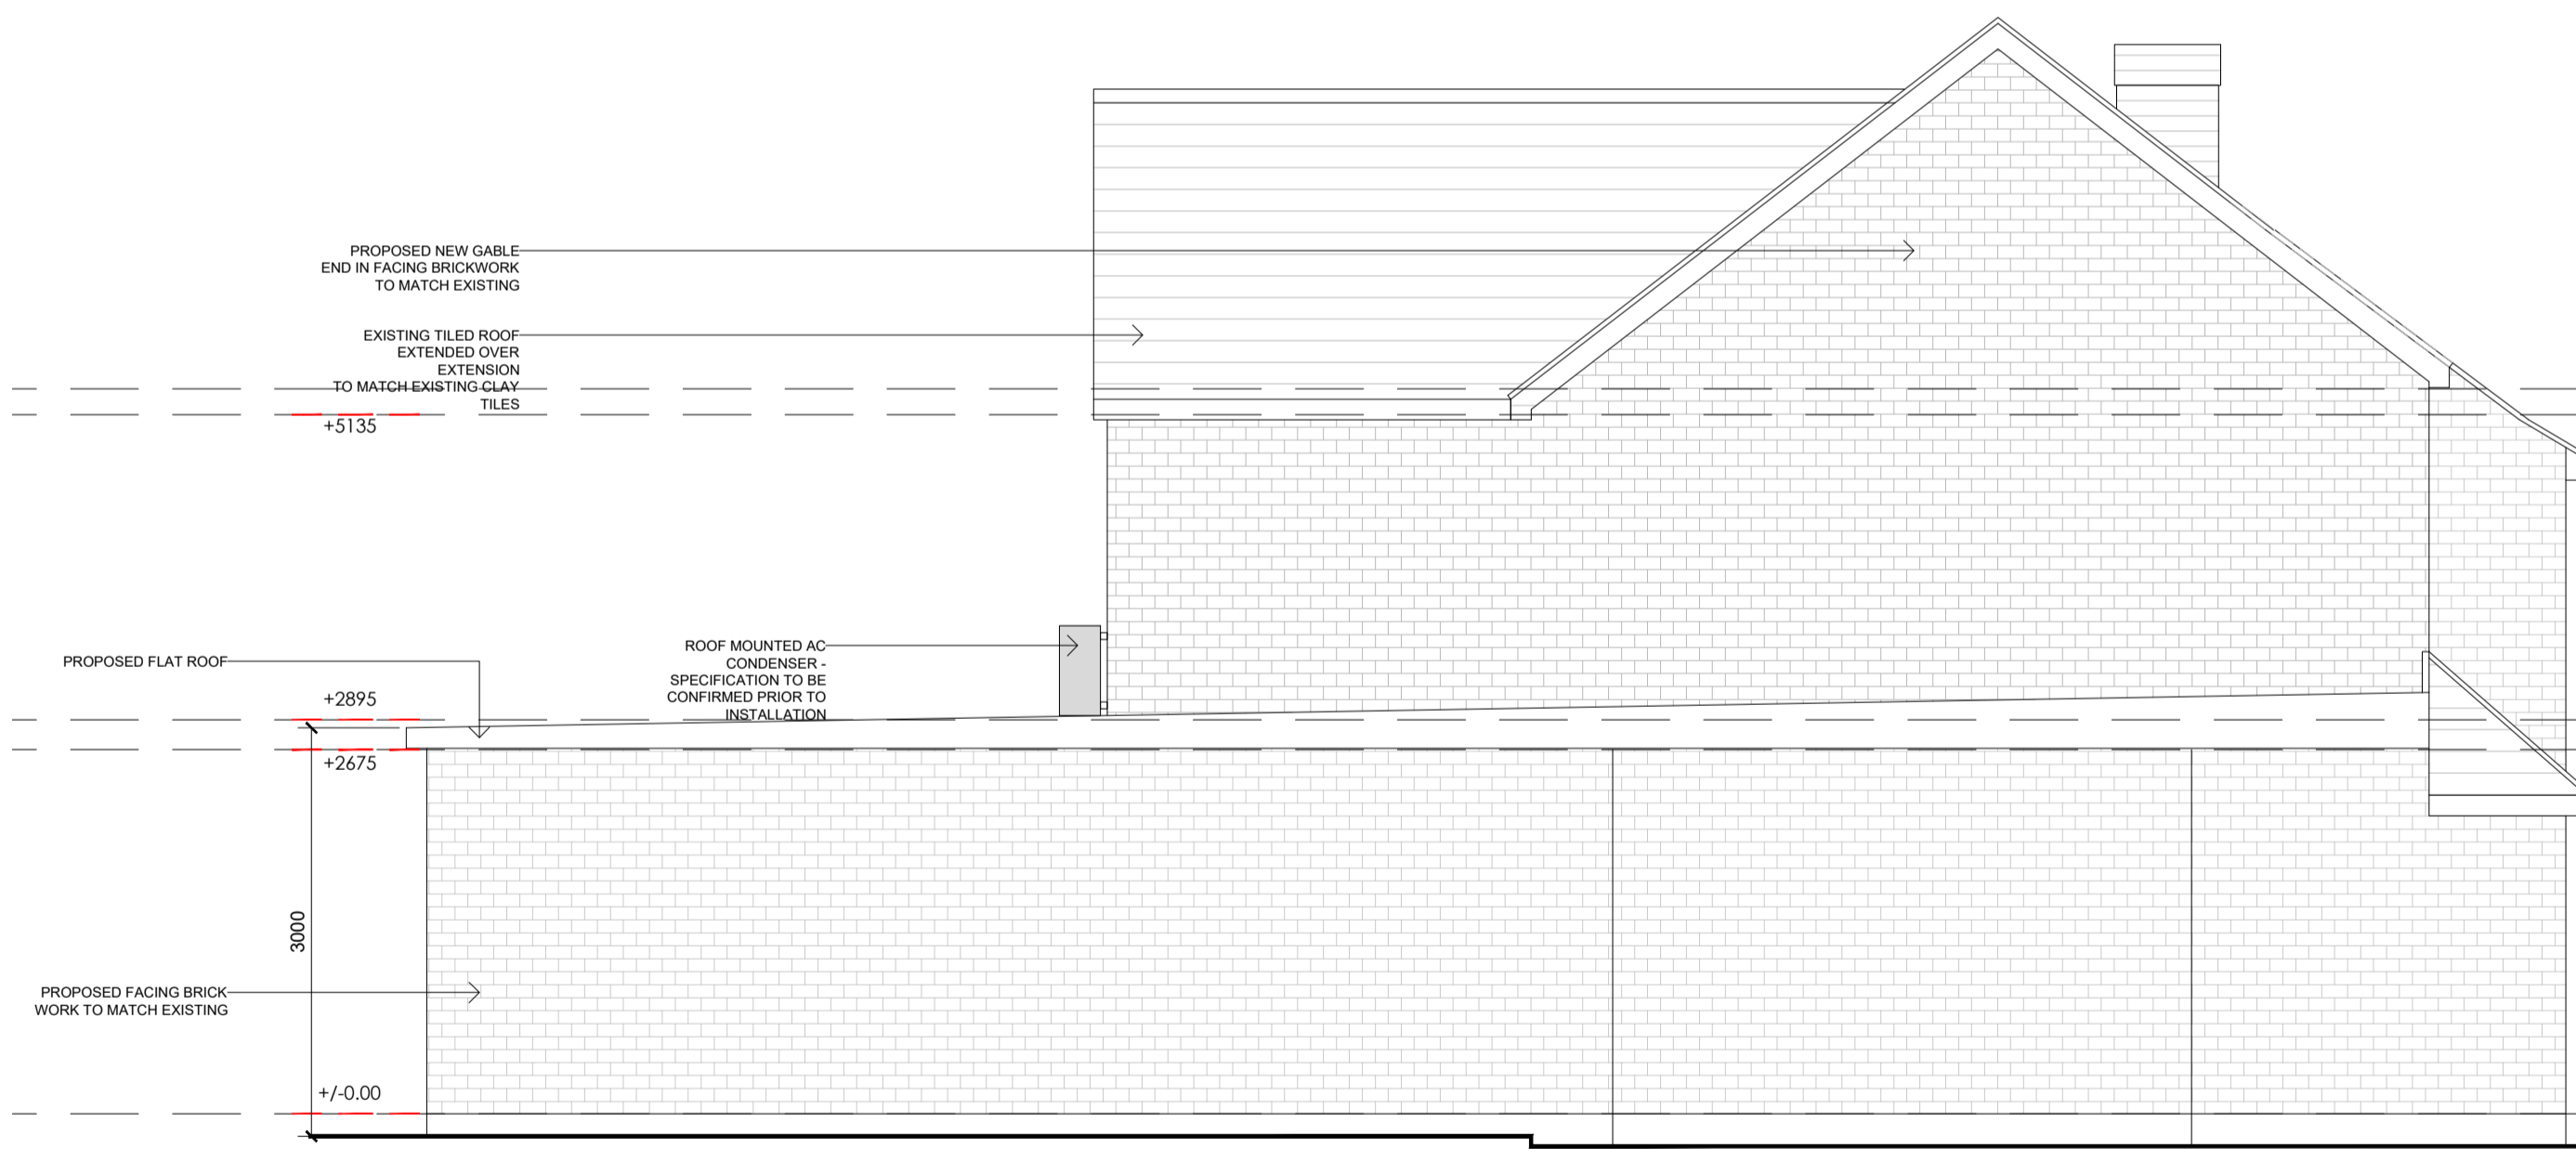 PROPOSED NEW GABLE
END IN FACING BRICKWORK
TO MATCH EXISTING
EXISTING TILED ROOF
EXTENDED OVER
EXTENSION
TO MATCH EXISTING CLAY
TILES
+5135
ROOF MOUNTED AC
CONDENSER -
SPECIFICATION TO BE
CONFIRMED PRIOR TO
INSTALLATION
PROPOSED FLAT ROOF
+2895
+2675
3000
PROPOSED FACING BRICK
WORK TO MATCH EXISTING
+/-0.00